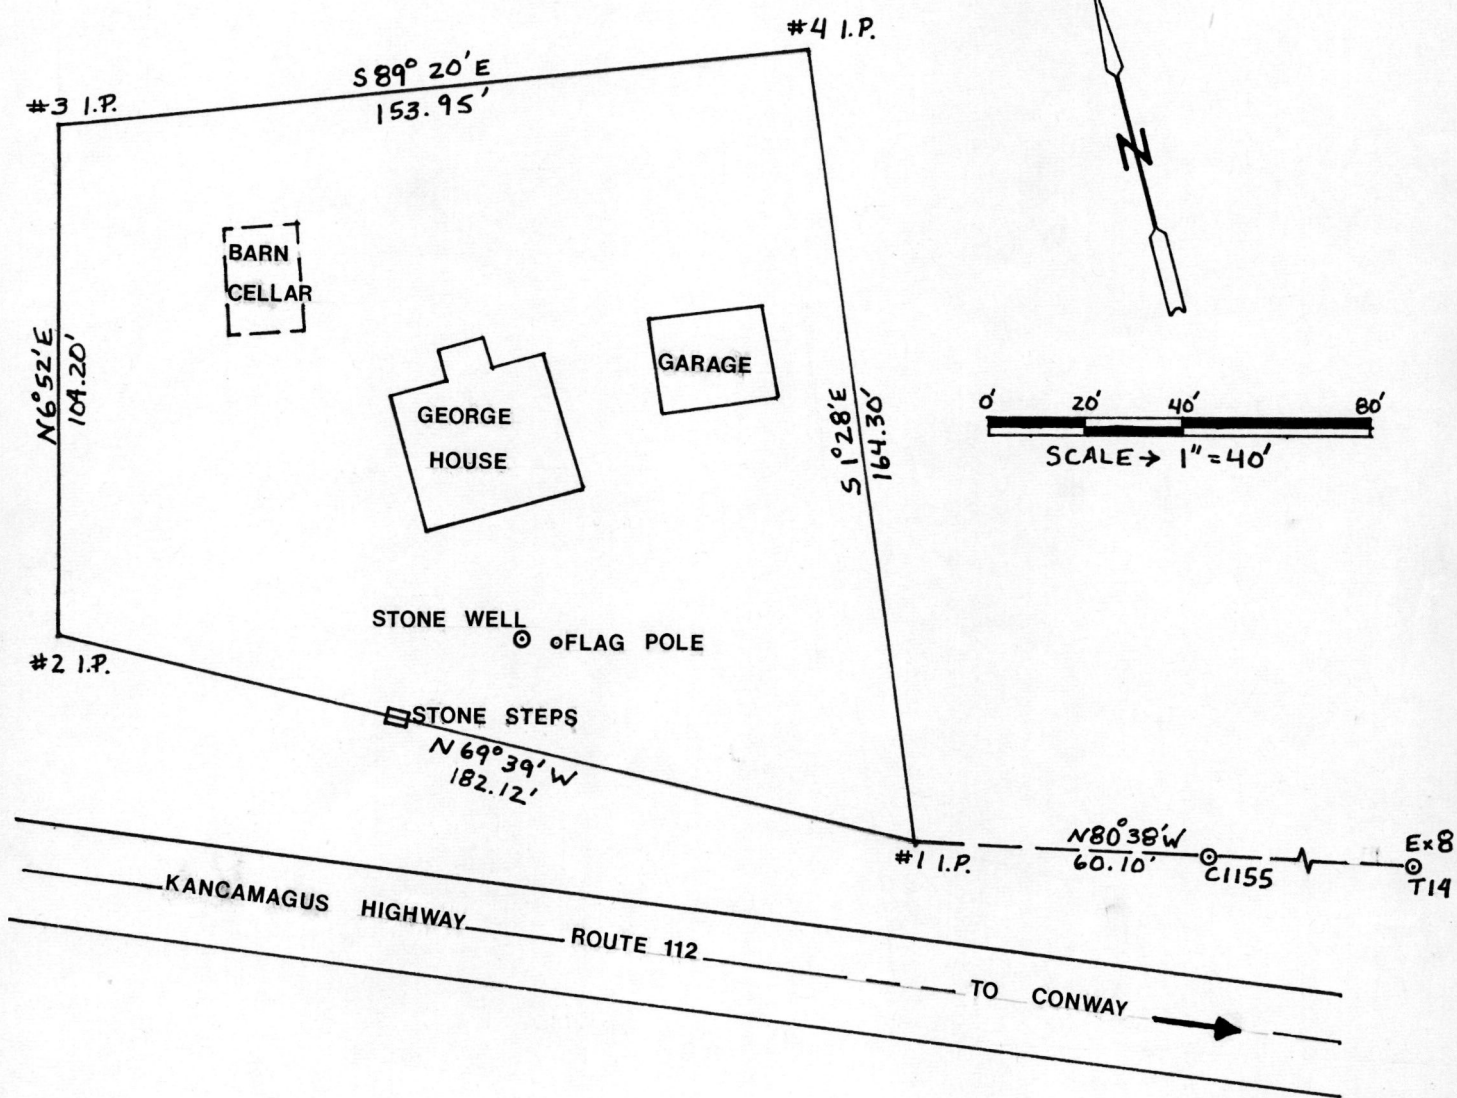 #4 I.P.
S 89° 20' E
153.95'
#3 I.P.
N
BARN
CELLAR
N 6° 52' E
104.20'
GARAGE
GEORGE
HOUSE
S 1° 28' E
164.30'
0' 20' 40' 80'
SCALE → 1" = 40'
STONE WELL
FLAG POLE
#2 I.P.
STONE STEPS
N 69° 39' W
182.12'
#1 I.P.
N 80° 38' W
60.10'
C1155
Ex 8
T14
KANCAMAGUS HIGHWAY ROUTE 112 TO CONWAY